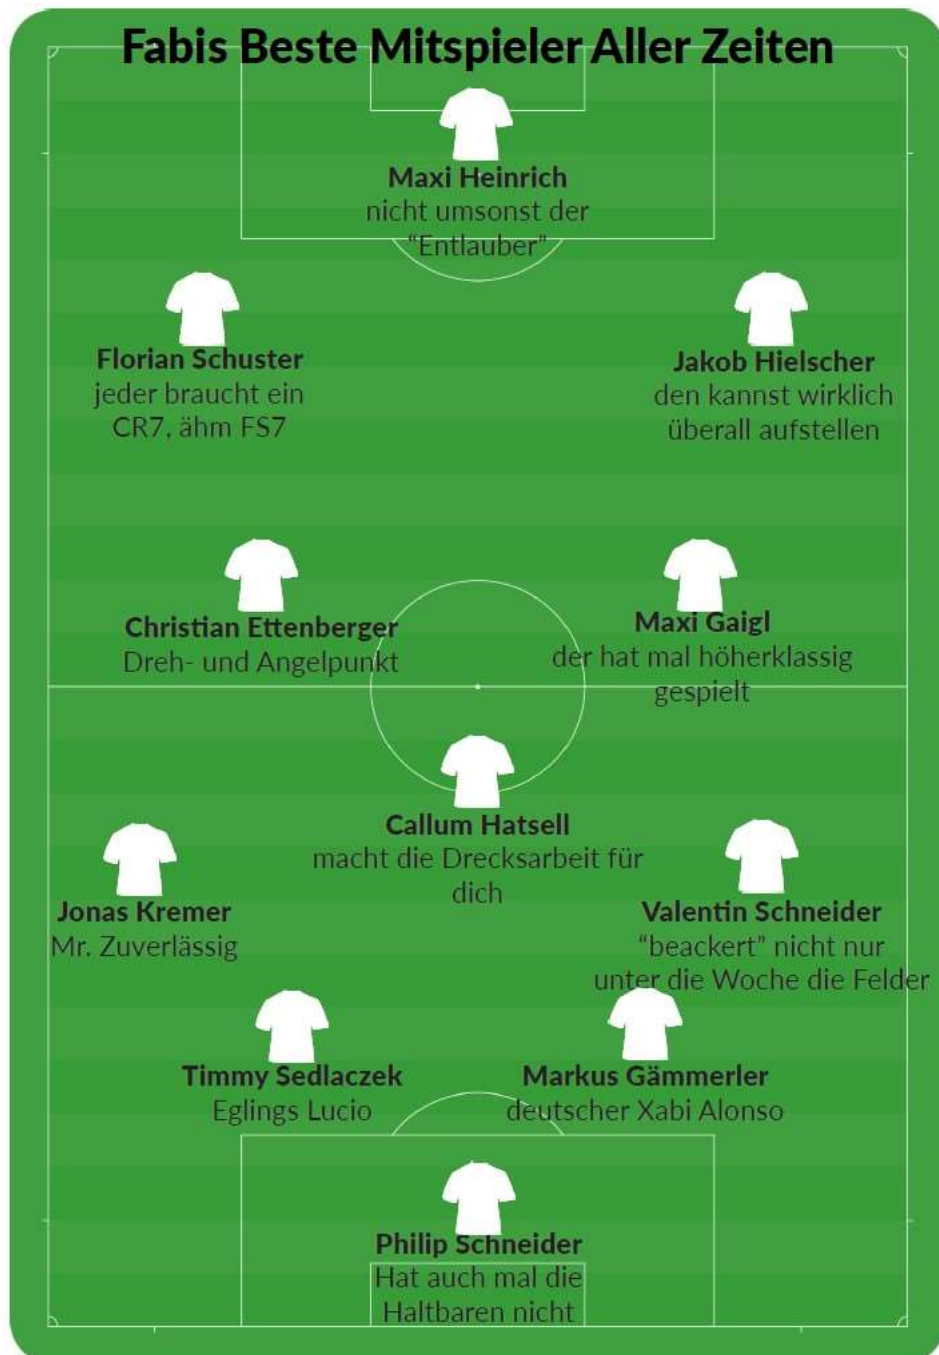 Fabis Beste Mitspieler Aller Zeiten
Maxi Heinrich
nicht umsonst der
“Entlauber”
Florian Schuster
jeder braucht ein
CR7, ähm FS7
Jakob Hielscher
den kannst wirklich
überall aufstellen
Christian Ettenberger
Dreh- und Angelpunkt
Maxi Gaigl
der hat mal höherklassig
gespielt
Callum Hatsell
macht die Drecksarbeit für
dich
Jonas Kremer
Mr. Zuverlässig
Valentin Schneider
“beackert” nicht nur
unter die Woche die Felder
Timmy Sedlaczek
Eglings Lucio
Markus Gämmerler
deutscher Xabi Alonso
Philip Schneider
Hat auch mal die
Haltbaren nicht